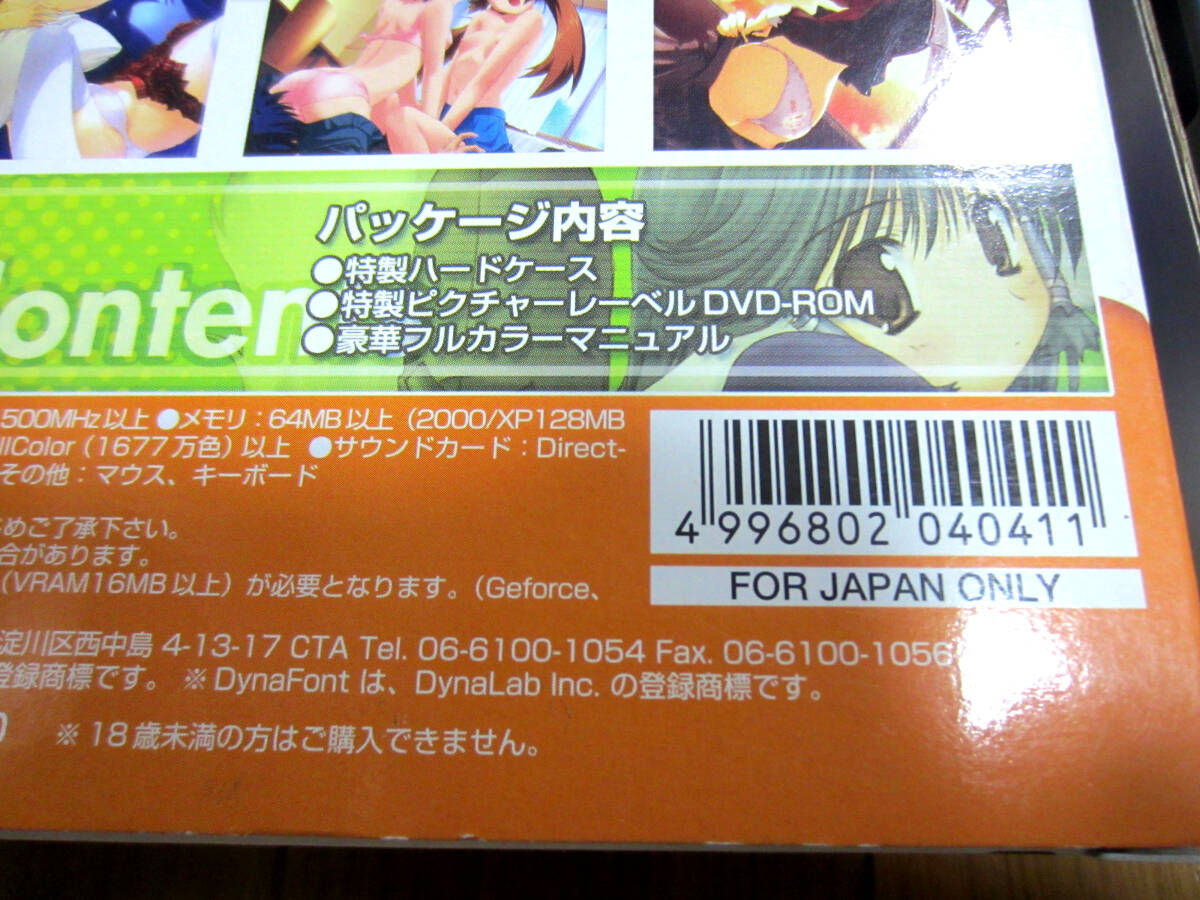 パッケージ内容
●特製ハードケース
●特製ピクチャーレーベルDVD-ROM
●豪華フルカラーマニュアル
onten
500MHz以上 ●メモリ：64MB以上（2000/XP128MB
llColor（1677万色）以上 ●サウンドカード：Direct-
その他：マウス、キーボード
めご了承下さい。
合があります。
（VRAM16MB以上）が必要となります。（Geforce、
4 996802 040411
FOR JAPAN ONLY
淀川区西中島 4-13-17 CTA Tel. 06-6100-1054 Fax. 06-6100-1056
登録商標です。 ※DynaFont は、DynaLab Inc. の登録商標です。
※18歳未満の方はご購入できません。